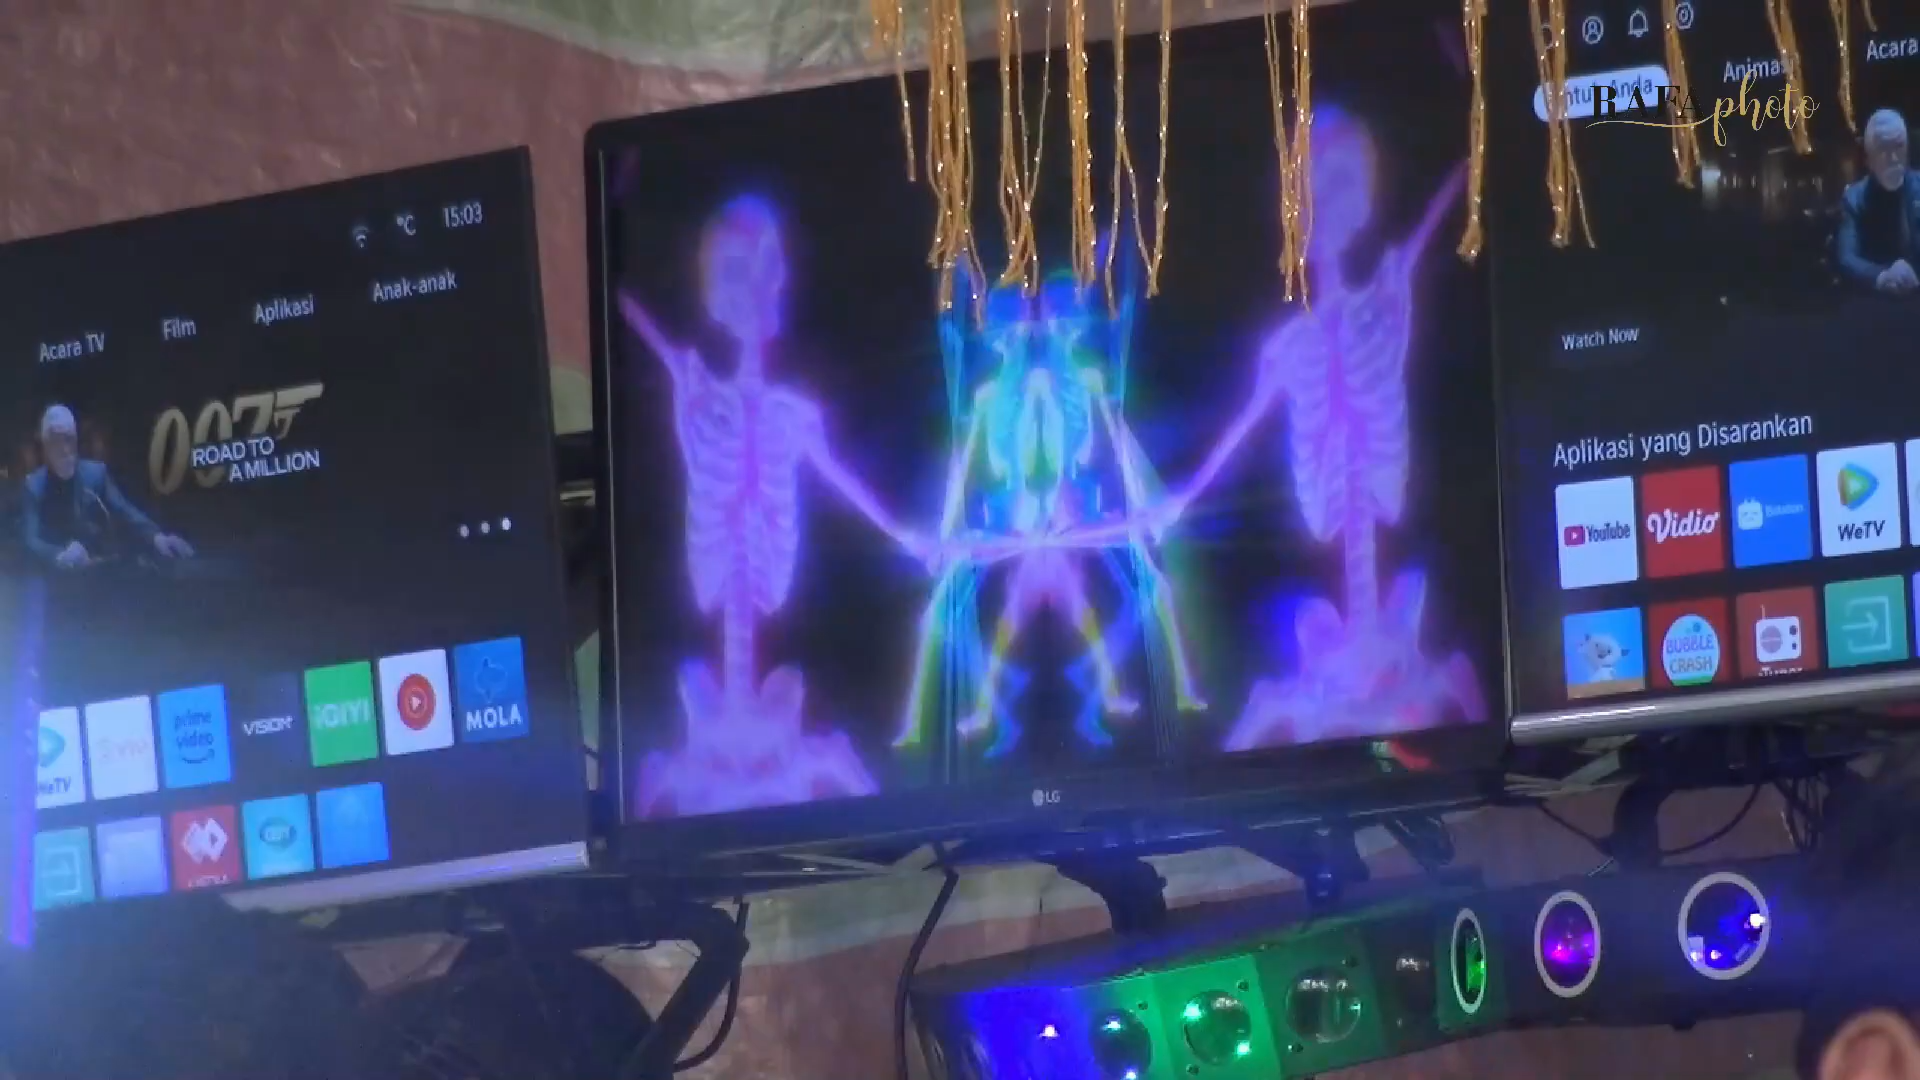 15:03
Acara TV
Film
Aplikasi
Anak-anak
007
ROAD TO
A MILLION
WeTV
prime
video
VISION+
iQIYI
MOLA
LG
Animasi
Acara
RAFA photo
Watch Now
Aplikasi yang Disarankan
YouTube
Vidio
WeTV
BUBBLE
CRASH